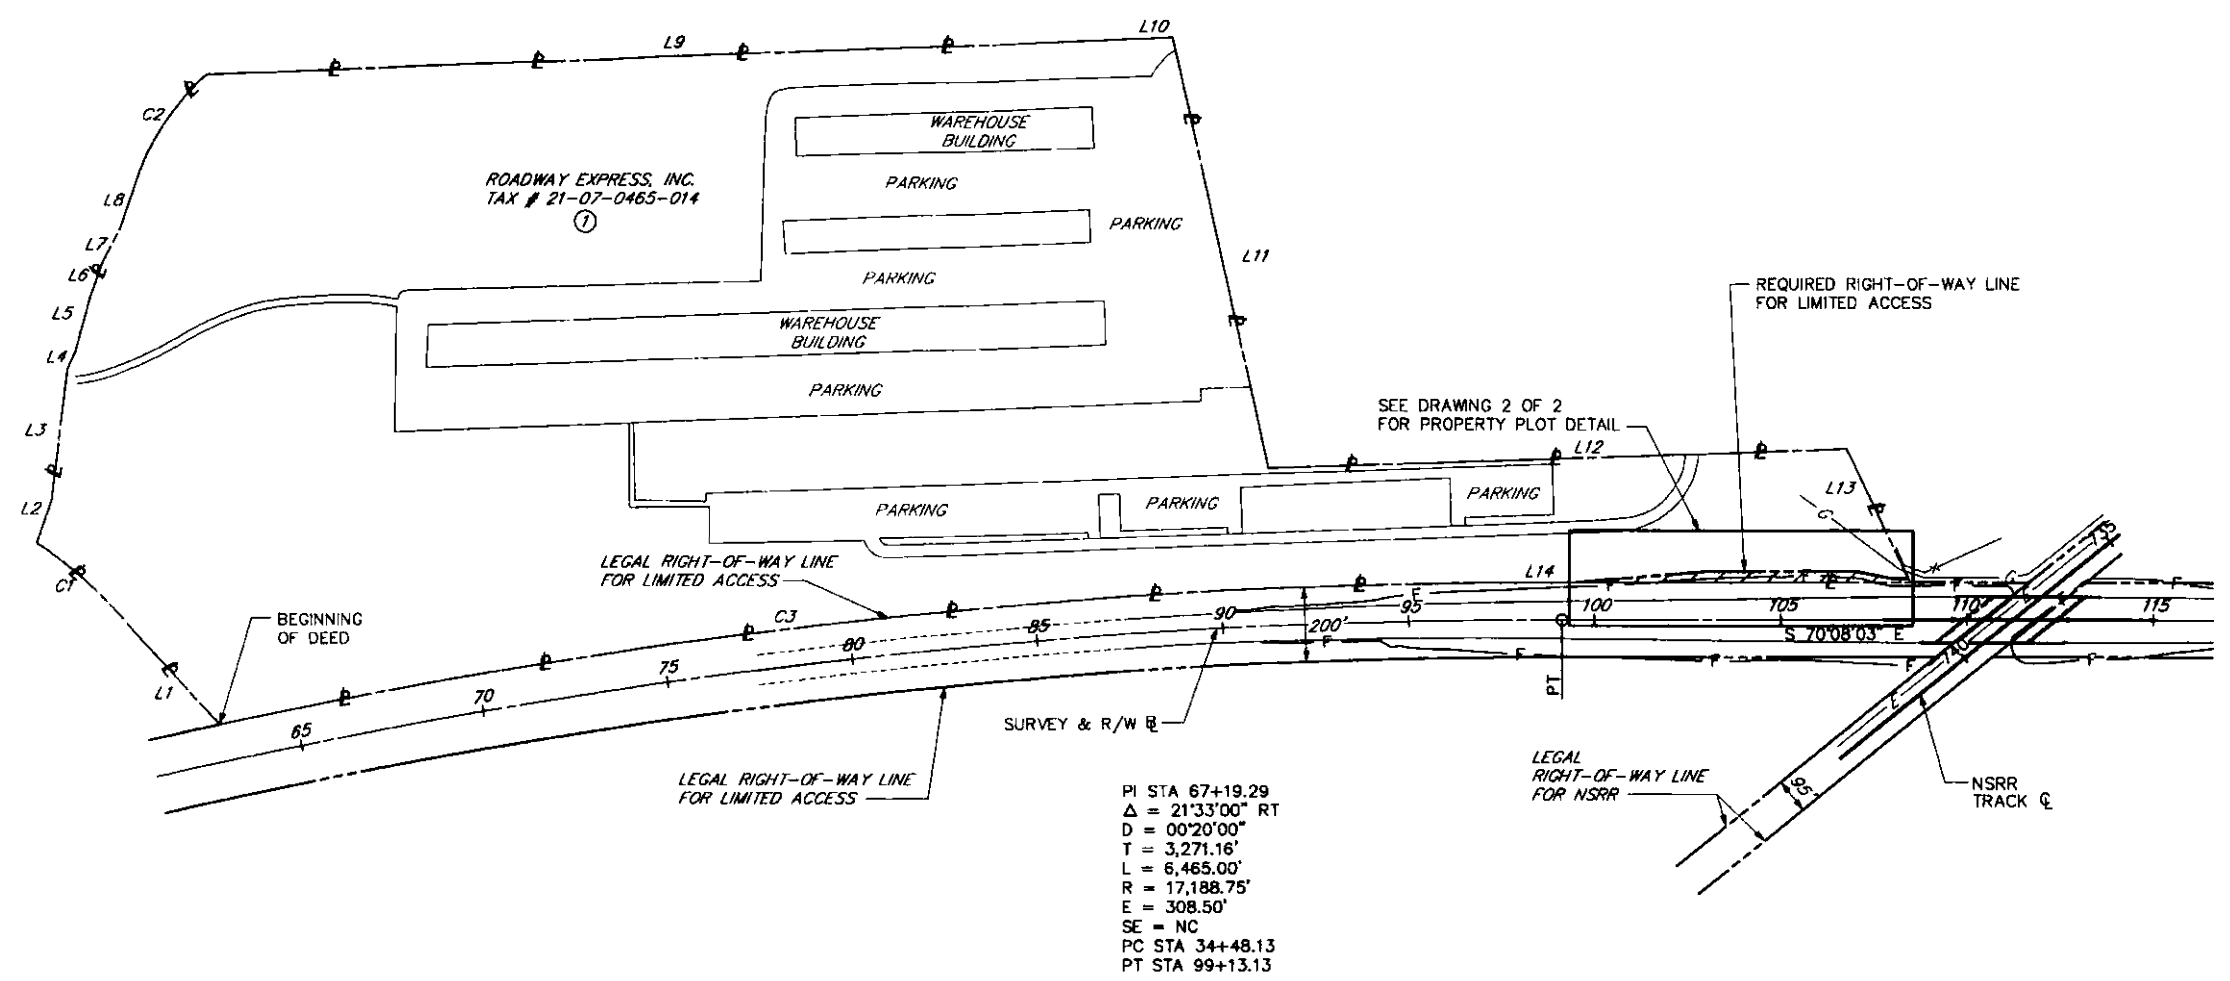 L10
L9
C2
WAREHOUSE
BUILDING
ROADWAY EXPRESS, INC.
TAX # 21-07-0465-014
1
PARKING
L8
PARKING
L7
L11
L6
PARKING
REQUIRED RIGHT-OF-WAY LINE
FOR LIMITED ACCESS
L5
WAREHOUSE
BUILDING
L4
PARKING
SEE DRAWING 2 OF 2
FOR PROPERTY PLOT DETAIL
L3
L12
L13
L2
PARKING
PARKING
PARKING
G
LEGAL RIGHT-OF-WAY LINE
FOR LIMITED ACCESS
L14
C1
735
G
BEGINNING
OF DEED
C3
E
F
F
90
95
100
105
110
115
200'
S 70°08'03" E
80
85
F
F
F
F
F
740
75
L1
70
65
PT
E
SURVEY & R/W BL
LEGAL RIGHT-OF-WAY LINE
FOR LIMITED ACCESS
LEGAL
RIGHT-OF-WAY LINE
FOR NSRR
95'
NSRR
TRACK CL
PI STA 67+19.29
Δ = 21°33'00" RT
D = 00°20'00"
T = 3,271.16'
L = 6,465.00'
R = 17,188.75'
E = 308.50'
SE = NC
PC STA 34+48.13
PT STA 99+13.13